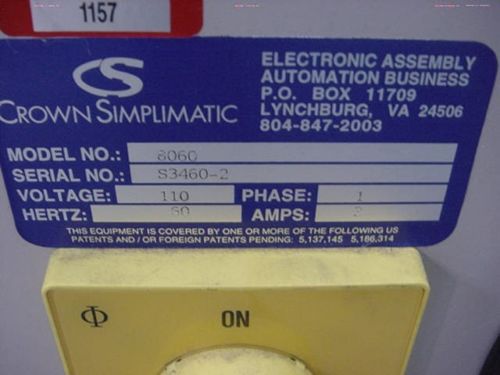 1157
CS
CROWN SIMPLIMATIC
ELECTRONIC ASSEMBLY
AUTOMATION BUSINESS
P.O. BOX 11709
LYNCHBURG, VA 24506
804-847-2003
MODEL NO.: 8060
SERIAL NO.: S3460-2
VOLTAGE: 110 PHASE: 1
HERTZ: 60 AMPS:
THIS EQUIPMENT IS COVERED BY ONE OR MORE OF THE FOLLOWING US
PATENTS AND / OR FOREIGN PATENTS PENDING: 5,137,145 5,186,314
Φ ON